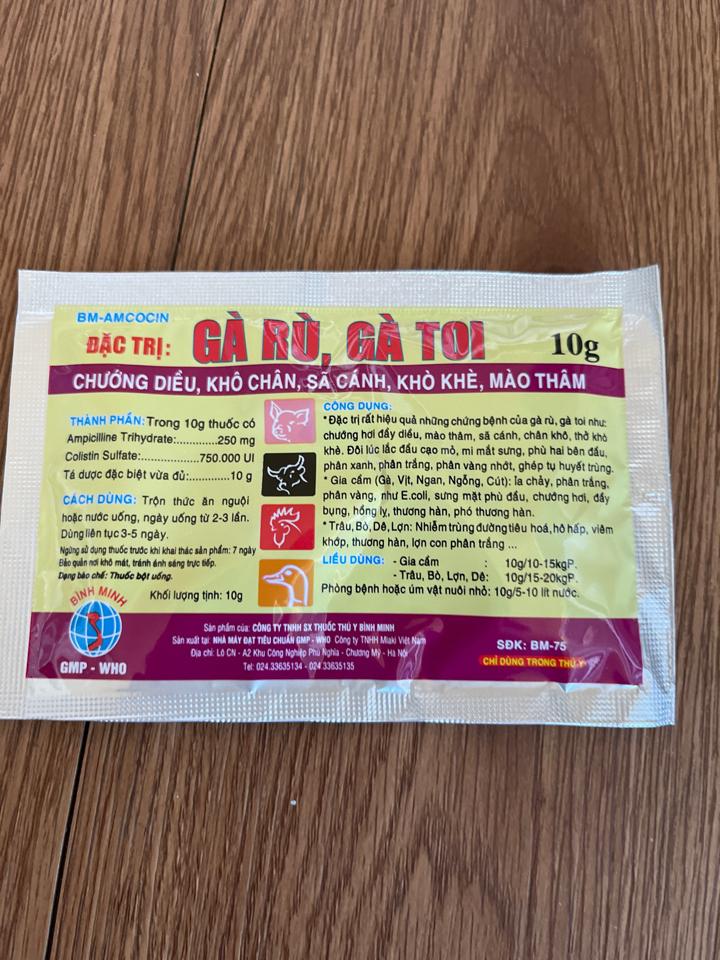 BM-AMCOCIN
ĐẶC TRỊ: GÀ RÙ, GÀ TOI 10g
CHƯỚNG DIỀU, KHÔ CHÂN, SÃ CÁNH, KHÒ KHÈ, MÀO THÂM
THÀNH PHẦN: Trong 10g thuốc có
Ampicilline Trihydrate:............250 mg
Colistin Sulfate:...............750.000 UI
Tá dược đặc biệt vừa đủ:...........10 g
CÁCH DÙNG: Trộn thức ăn nguội
hoặc nước uống, ngày uống từ 2-3 lần.
Dùng liên tục 3-5 ngày.
Ngừng sử dụng thuốc trước khi khai thác sản phẩm: 7 ngày
Bảo quản nơi khô mát, tránh ánh sáng trực tiếp.
Dạng bào chế: Thuốc bột uống.
Khối lượng tịnh: 10g
CÔNG DỤNG:
*Đặc trị rất hiệu quả những chứng bệnh của gà rù, gà toi như:
chướng hơi đầy diều, mào thâm, sã cánh, chân khô, thở khò
khè. Đôi lúc lắc đầu cạo mỏ, mi mắt sưng, phù hai bên đầu,
phân xanh, phân trắng, phân vàng nhớt, ghép tụ huyết trùng.
* Gia cầm (Gà, Vịt, Ngan, Ngỗng, Cút): Ỉa chảy, phân trắng,
phân vàng, như E.coli, sưng mặt phù đầu, chướng hơi, đầy
bụng, hồng lỵ, thương hàn, phó thương hàn.
*Trâu, Bò, Dê, Lợn: Nhiễm trùng đường tiêu hoá, hô hấp, viêm
khớp, thương hàn, lợn con phân trắng ...
LIỀU DÙNG: - Gia cầm : 10g/10-15kgP.
- Trâu, Bò, Lợn, Dê: 10g/15-20kgP.
Phòng bệnh hoặc úm vật nuôi nhỏ: 10g/5-10 lít nước.
BÌNH MINH
GMP - WHO
Sản phẩm của: CÔNG TY TNHH SX THUỐC THÚ Y BÌNH MINH
Sản xuất tại: NHÀ MÁY ĐẠT TIÊU CHUẨN GMP - WHO Công ty TNHH Mlaki Việt Nam
Địa chỉ: Lô CN - A2 Khu Công Nghiệp Phú Nghĩa - Chương Mỹ - Hà Nội
Tel: 024.33635134 - 024.33635135
SĐK: BM-75
CHỈ DÙNG TRONG THÚ Y